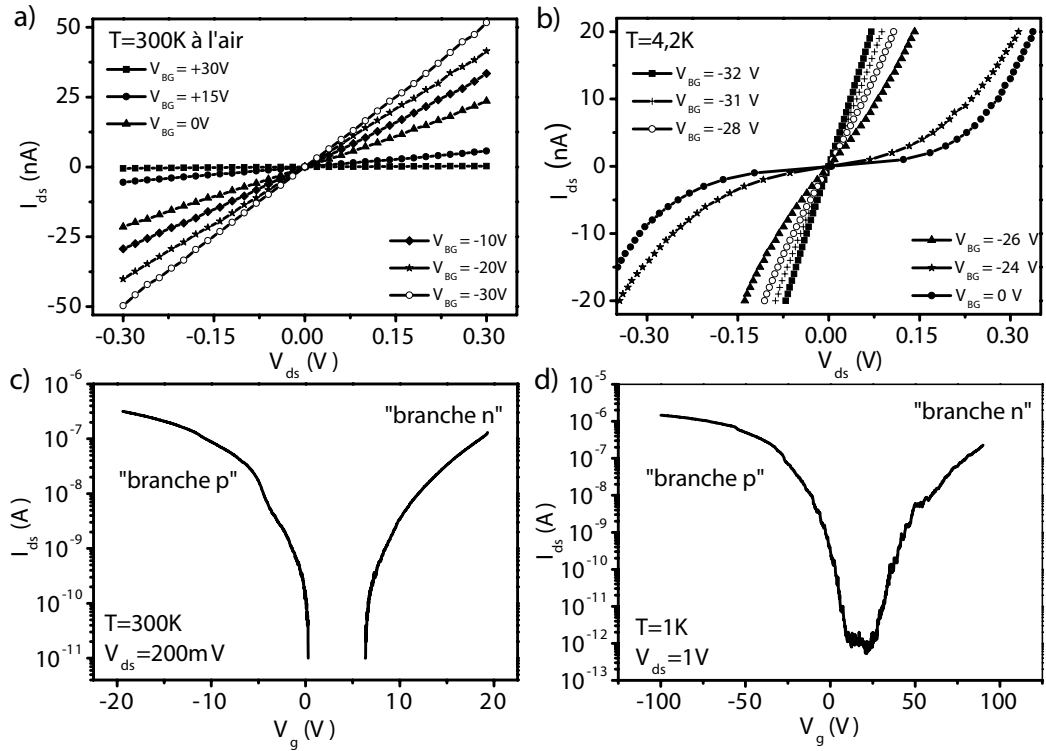 a)
T=300K à l'air
V_BG = +30V
V_BG = +15V
V_BG = 0V
V_BG = -10V
V_BG = -20V
V_BG = -30V
50
25
0
-25
-50
I_ds (nA)
-0.30 -0.15 0.00 0.15 0.30
V_ds (V)
b)
T=4,2K
V_BG = -32 V
V_BG = -31 V
V_BG = -28 V
V_BG = -26 V
V_BG = -24 V
V_BG = 0 V
20
10
0
-10
-20
I_ds (nA)
-0.30 -0.15 0.00 0.15 0.30
V_ds (V)
c)
10^-6
10^-7
10^-8
10^-9
10^-10
10^-11
I_ds (A)
"branche n"
"branche p"
T=300K
V_ds=200mV
-20 -10 0 10 20
V_g (V)
d)
10^-5
10^-6
10^-7
10^-8
10^-9
10^-10
10^-11
10^-12
10^-13
I_ds (A)
"branche n"
"branche p"
T=1K
V_ds=1V
-100 -50 0 50 100
V_g (V)